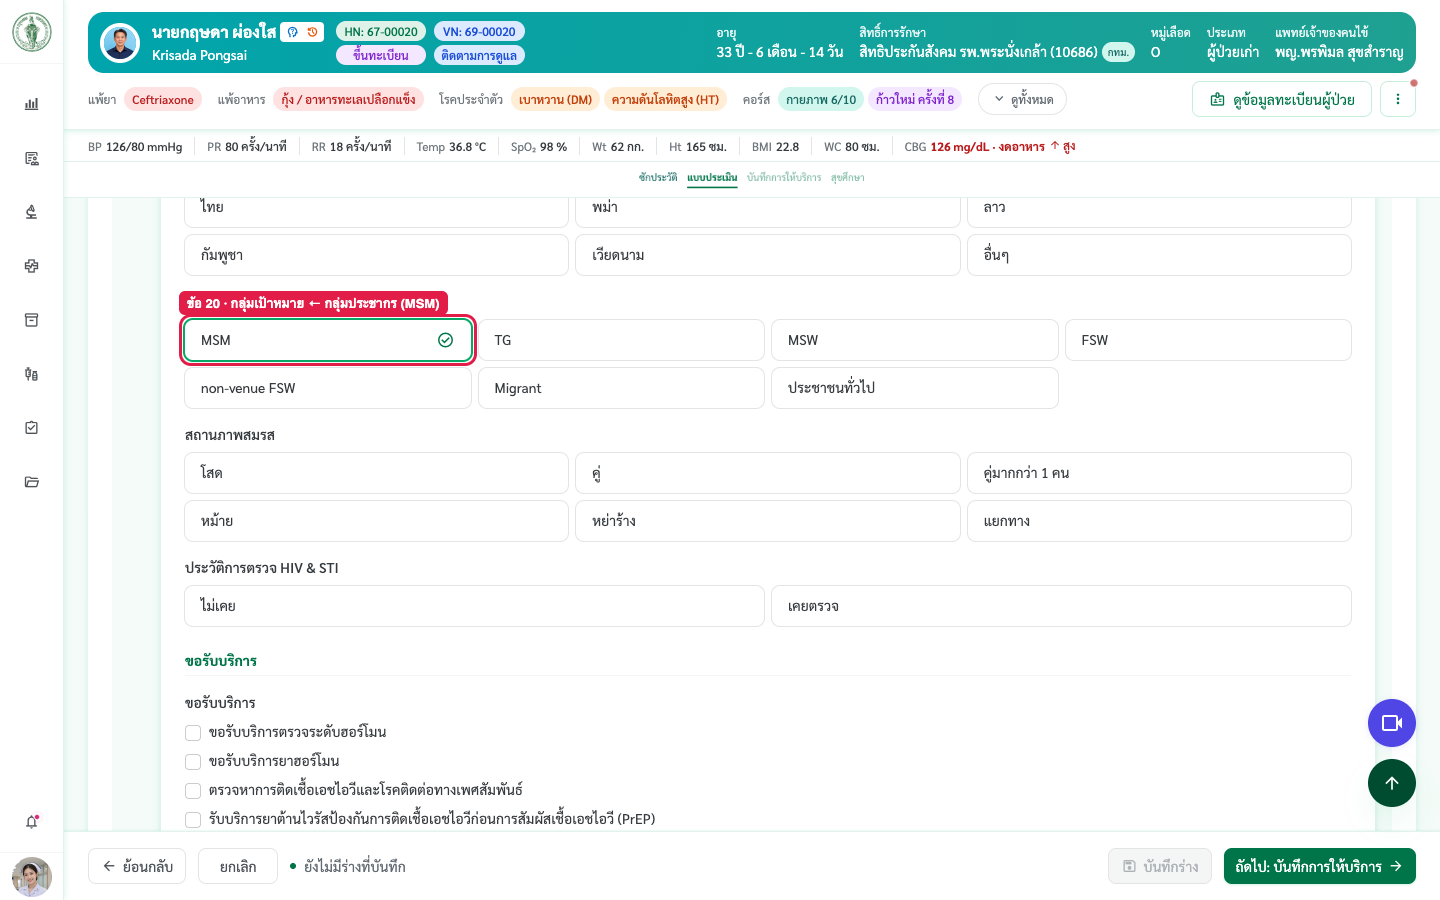 นายกฤษดา ผ่องใส
Krisada Pongsai
HN: 67-00020
VN: 69-00020
ขึ้นทะเบียน
ติดตามการดูแล
อายุ
33 ปี - 6 เดือน - 14 วัน
สิทธิ์การรักษา
สิทธิประกันสังคม รพ.พระนั่งเกล้า (10686) กทม.
หมู่เลือด
O
ประเภท
ผู้ป่วยเก่า
แพทย์เจ้าของคนไข้
พญ.พรพิมล สุขสำราญ
แพ้ยา Ceftriaxone แพ้อาหาร กุ้ง / อาหารทะเลเปลือกแข็ง โรคประจำตัว เบาหวาน (DM) ความดันโลหิตสูง (HT) คอร์ส กายภาพ 6/10 ก้าวใหม่ ครั้งที่ 8 ดูทั้งหมด
ดูข้อมูลทะเบียนผู้ป่วย
BP 126/80 mmHg PR 80 ครั้ง/นาที RR 18 ครั้ง/นาที Temp 36.8 °C SpO₂ 98 % Wt 62 กก. Ht 165 ซม. BMI 22.8 WC 80 ซม. CBG 126 mg/dL · งดอาหาร ↑ สูง
ซักประวัติ แบบประเมิน บันทึกการให้บริการ สุขศึกษา
ไทย พม่า ลาว
กัมพูชา เวียดนาม อื่นๆ
ข้อ 20 · กลุ่มเป้าหมาย ← กลุ่มประชากร (MSM)
MSM TG MSW FSW
non-venue FSW Migrant ประชาชนทั่วไป
สถานภาพสมรส
โสด คู่ คู่มากกว่า 1 คน
หม้าย หย่าร้าง แยกทาง
ประวัติการตรวจ HIV & STI
ไม่เคย เคยตรวจ
ขอรับบริการ
ขอรับบริการ
ขอรับบริการตรวจระดับฮอร์โมน
ขอรับบริการยาฮอร์โมน
ตรวจหาการติดเชื้อเอชไอวีและโรคติดต่อทางเพศสัมพันธ์
รับบริการยาต้านไวรัสป้องกันการติดเชื้อเอชไอวีก่อนการสัมผัสเชื้อเอชไอวี (PrEP)
← ย้อนกลับ ยกเลิก ยังไม่มีร่างที่บันทึก บันทึกร่าง ถัดไป: บันทึกการให้บริการ →